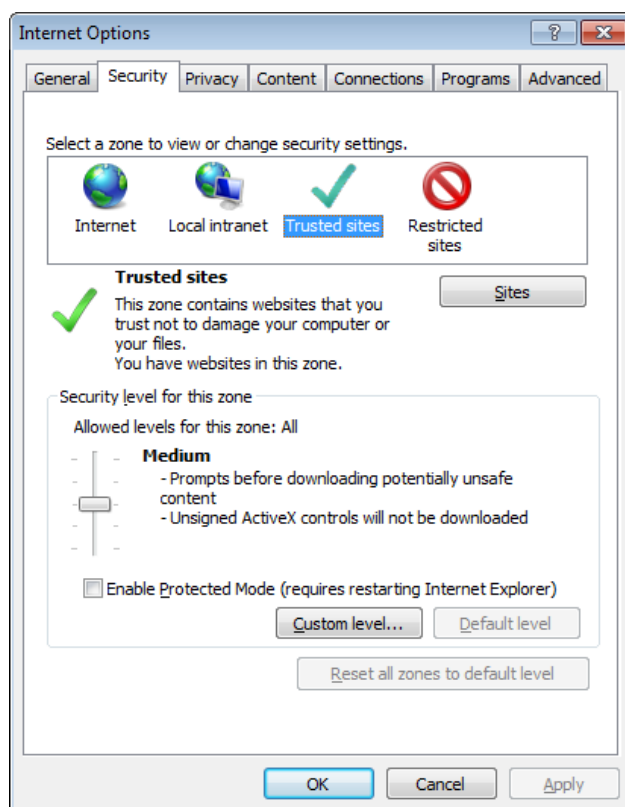 Internet Options
General Security Privacy Content Connections Programs Advanced
Select a zone to view or change security settings.
Internet Local intranet Trusted sites Restricted
sites
Trusted sites
Sites
This zone contains websites that you
trust not to damage your computer or
your files.
You have websites in this zone.
Security level for this zone
Allowed levels for this zone: All
Medium
- Prompts before downloading potentially unsafe
content
- Unsigned ActiveX controls will not be downloaded
Enable Protected Mode (requires restarting Internet Explorer)
Custom level... Default level
Reset all zones to default level
OK Cancel Apply